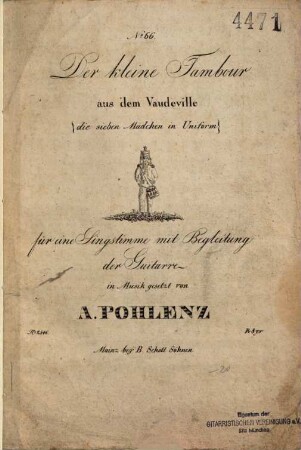 4471
No. 66.
Der kleine Tambour
aus dem Vaudeville
(die sieben Mädchen in Uniform)
für eine Singstimme mit Begleitung
der Guitarre
in Musik gesetzt von
A. POHLENZ
Mainz bey B. Schott Söhnen
Eigentum der
GITARRISTISCHEN VEREINIGUNG e.V.
Sitz München.